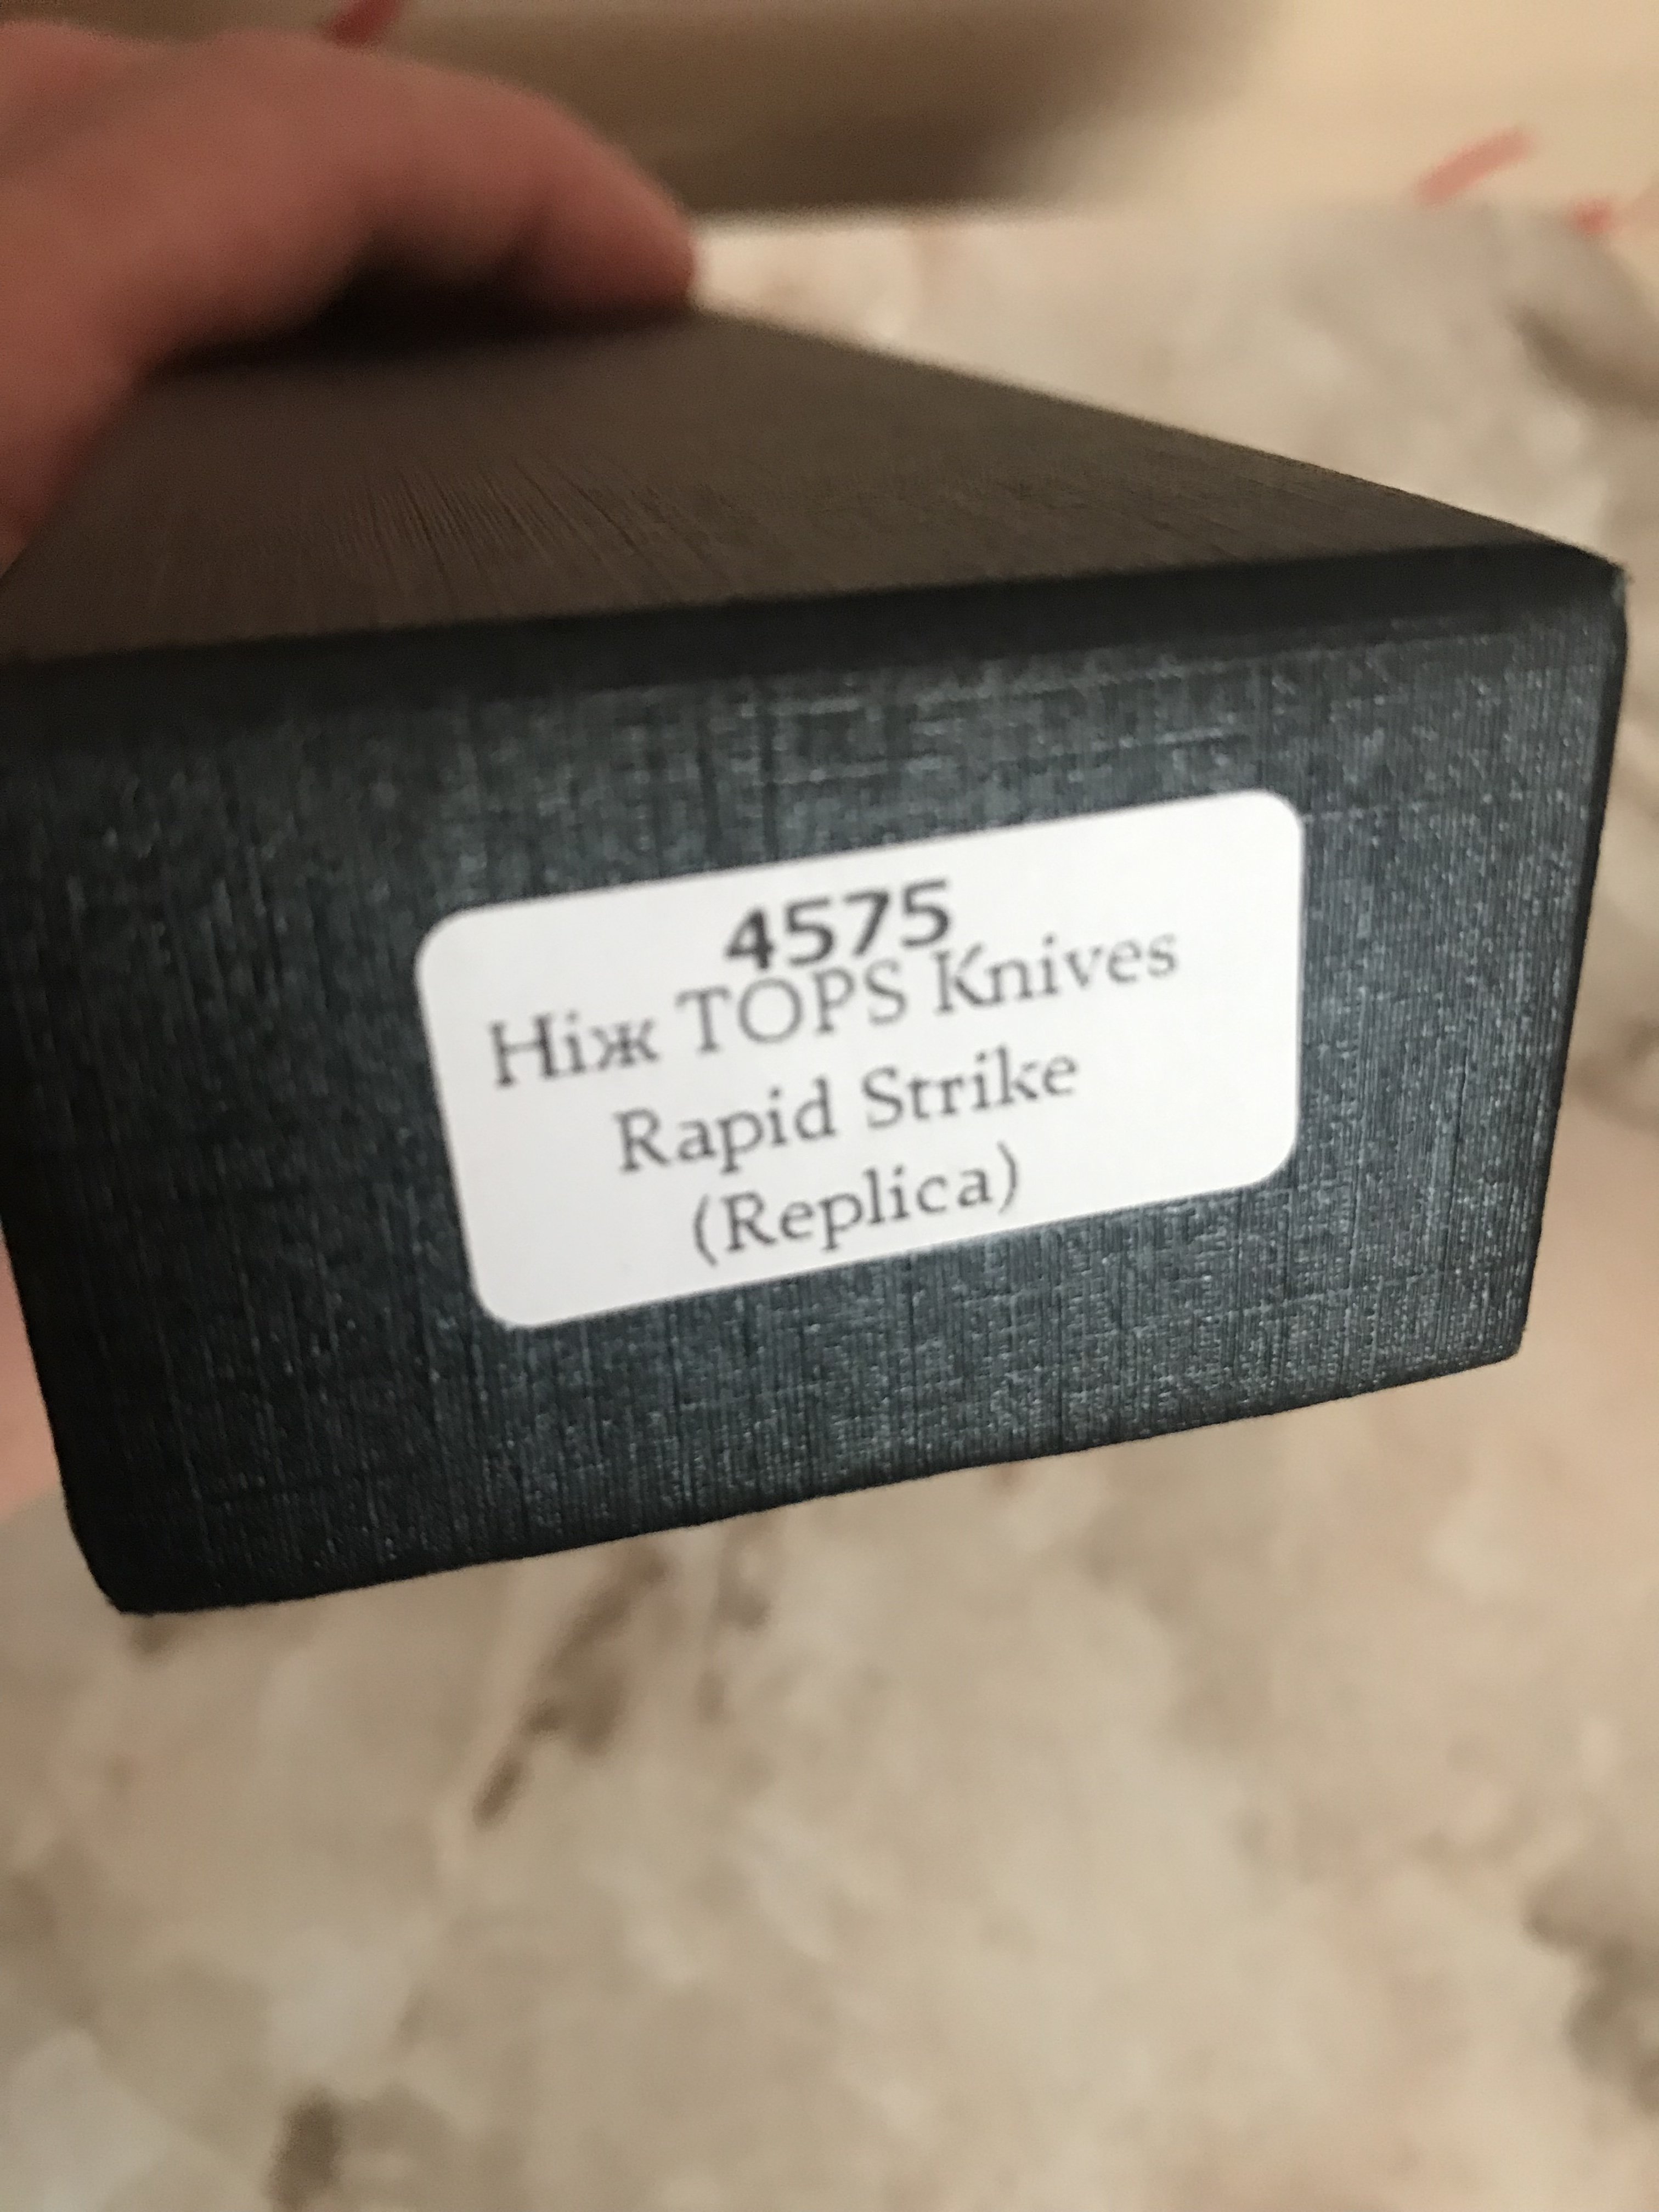 4575
Ніж TOPS Knives
Rapid Strike
(Replica)